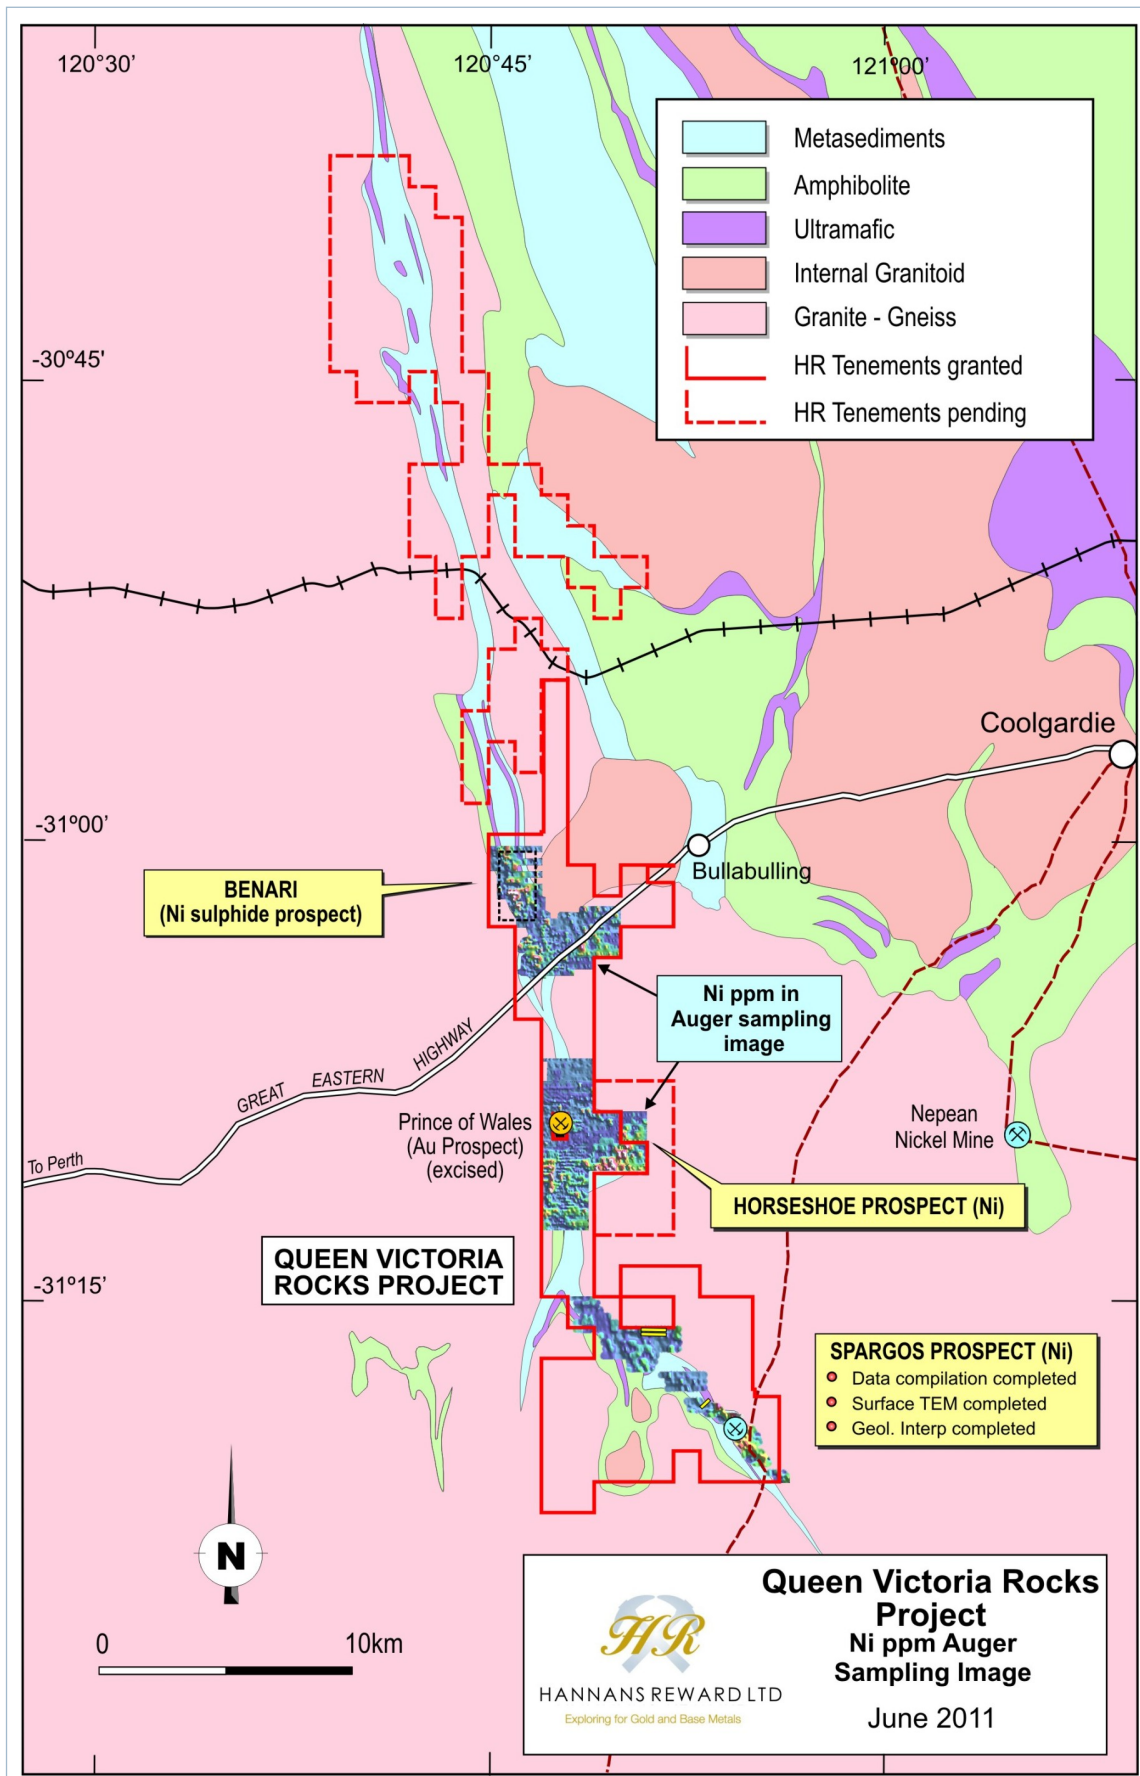 120°30'
120°45'
121°00'
Metasediments
Amphibolite
Ultramafic
Internal Granitoid
Granite - Gneiss
HR Tenements granted
HR Tenements pending
-30°45'
Coolgardie
-31°00'
Bullabulling
BENARI
(Ni sulphide prospect)
Ni ppm in
Auger sampling
image
GREAT EASTERN HIGHWAY
Prince of Wales
(Au Prospect)
(excised)
Nepean
Nickel Mine
To Perth
HORSESHOE PROSPECT (Ni)
QUEEN VICTORIA
ROCKS PROJECT
-31°15'
SPARGOS PROSPECT (Ni)
Data compilation completed
Surface TEM completed
Geol. Interp completed
N
0 10km
HR
HANNANS REWARD LTD
Exploring for Gold and Base Metals
Queen Victoria Rocks
Project
Ni ppm Auger
Sampling Image
June 2011